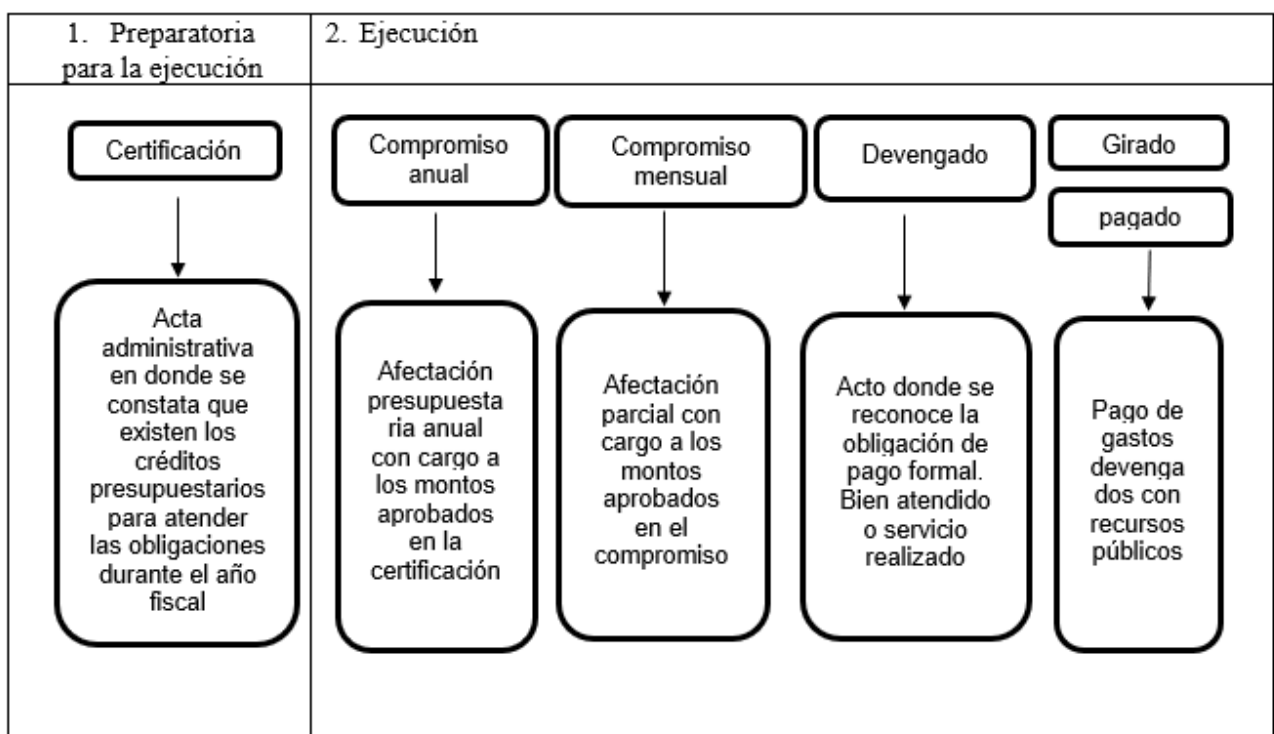 1. Preparatoria
para la ejecución
2. Ejecución
Certificación
Acta
administrativa
en donde se
constata que
existen los
créditos
presupuestarios
para atender
las obligaciones
durante el año
fiscal
Compromiso
anual
Afectación
presupuesta
ria anual
con cargo a
los montos
aprobados
en la
certificación
Compromiso
mensual
Afectación
parcial con
cargo a los
montos
aprobados
en el
compromiso
Devengado
Acto donde se
reconoce la
obligación de
pago formal.
Bien atendido
o servicio
realizado
Girado
pagado
Pago de
gastos
devenga
dos con
recursos
públicos